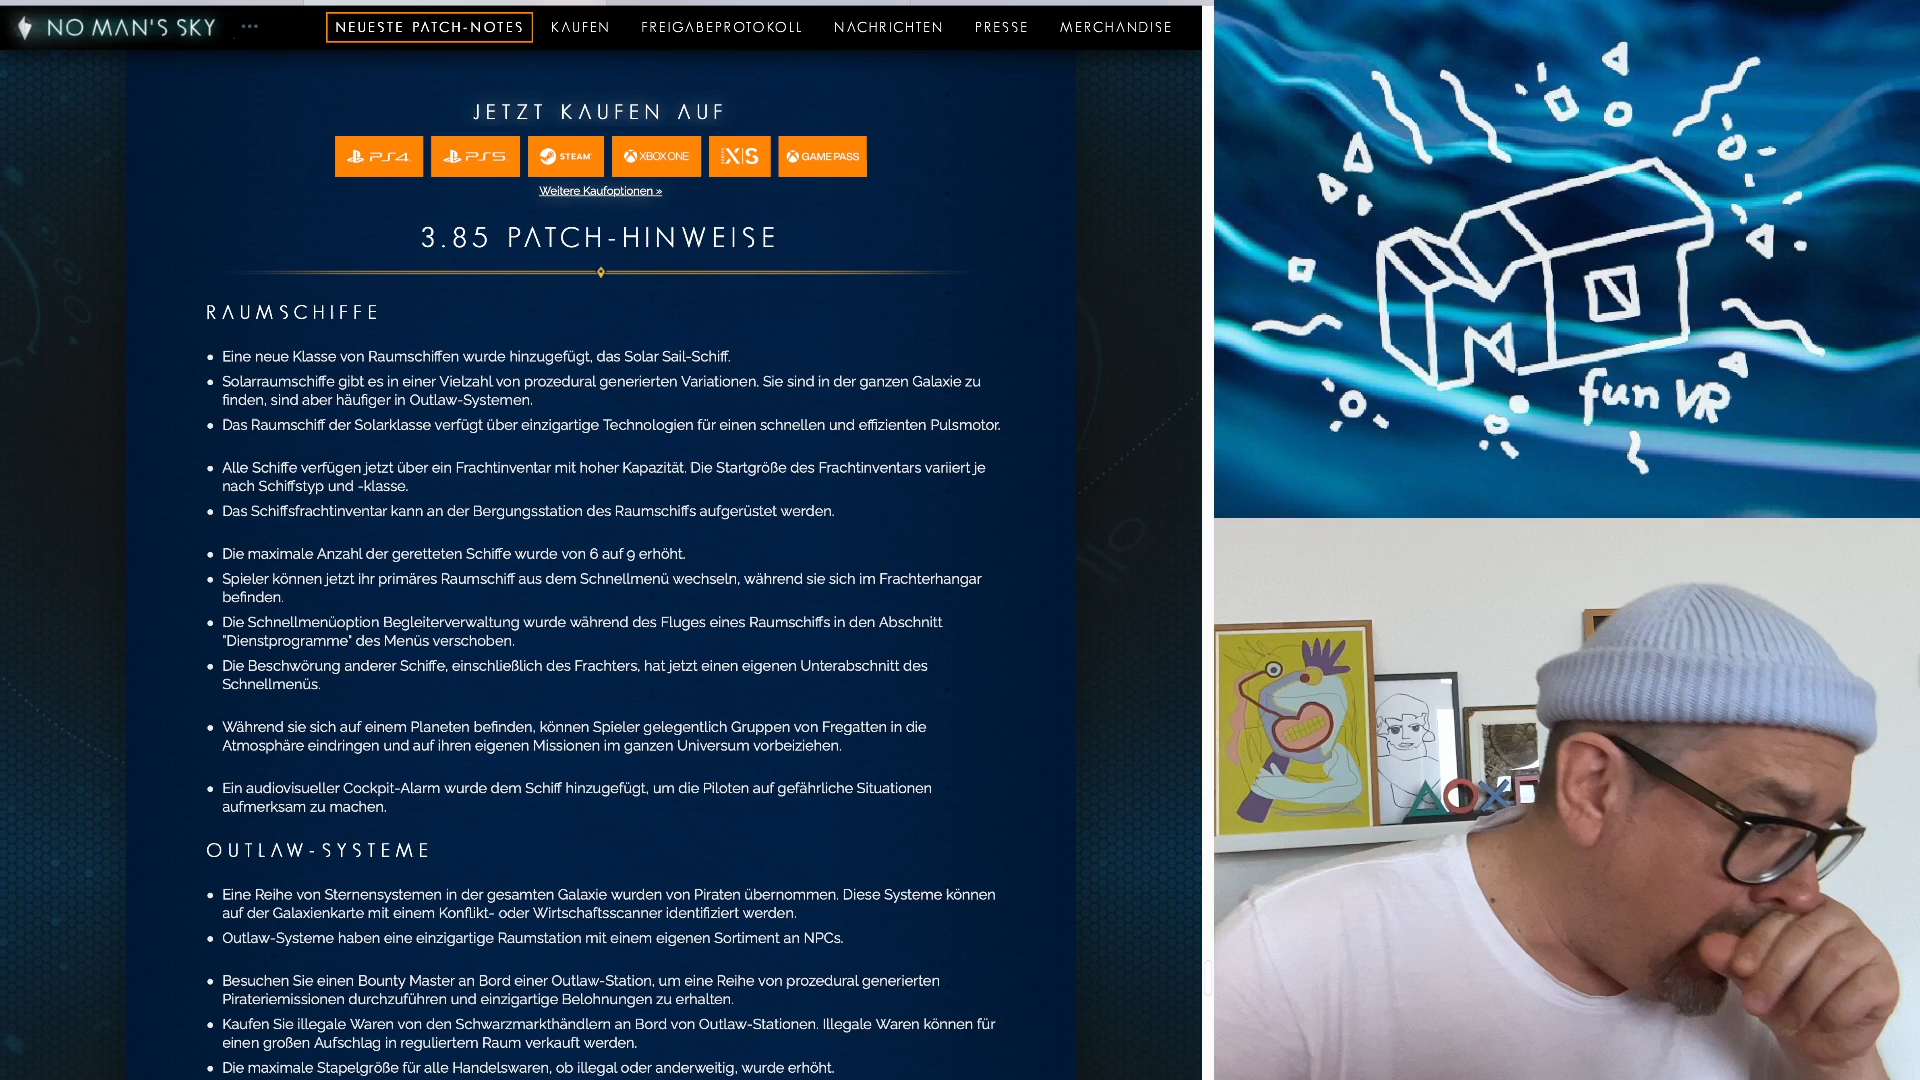 NO MAN'S SKY
NEUESTE PATCH-NOTES
KAUFEN
FREIGABEPROTOKOLL
NACHRICHTEN
PRESSE
MERCHANDISE
JETZT KAUFEN AUF
PS4
PS5
STEAM
XBOX ONE
X|S
GAME PASS
Weitere Kaufoptionen »
3.85 PATCH-HINWEISE
RAUMSCHIFFE
Eine neue Klasse von Raumschiffen wurde hinzugefügt, das Solar Sail-Schiff.
Solarraumschiffe gibt es in einer Vielzahl von prozedural generierten Variationen. Sie sind in der ganzen Galaxie zu
finden, sind aber häufiger in Outlaw-Systemen.
Das Raumschiff der Solarklasse verfügt über einzigartige Technologien für einen schnellen und effizienten Pulsmotor.
Alle Schiffe verfügen jetzt über ein Frachtinventar mit hoher Kapazität. Die Startgröße des Frachtinventars variiert je
nach Schiffstyp und -klasse.
Das Schiffsfrachtinventar kann an der Bergungsstation des Raumschiffs aufgerüstet werden.
Die maximale Anzahl der geretteten Schiffe wurde von 6 auf 9 erhöht.
Spieler können jetzt ihr primäres Raumschiff aus dem Schnellmenü wechseln, während sie sich im Frachterhangar
befinden.
Die Schnellmenüoption Begleiterverwaltung wurde während des Fluges eines Raumschiffs in den Abschnitt
"Dienstprogramme" des Menüs verschoben.
Die Beschwörung anderer Schiffe, einschließlich des Frachters, hat jetzt einen eigenen Unterabschnitt des
Schnellmenüs.
Während sie sich auf einem Planeten befinden, können Spieler gelegentlich Gruppen von Fregatten in die
Atmosphäre eindringen und auf ihren eigenen Missionen im ganzen Universum vorbeiziehen.
Ein audiovisueller Cockpit-Alarm wurde dem Schiff hinzugefügt, um die Piloten auf gefährliche Situationen
aufmerksam zu machen.
OUTLAW-SYSTEME
Eine Reihe von Sternensystemen in der gesamten Galaxie wurden von Piraten übernommen. Diese Systeme können
auf der Galaxienkarte mit einem Konflikt- oder Wirtschaftsscanner identifiziert werden.
Outlaw-Systeme haben eine einzigartige Raumstation mit einem eigenen Sortiment an NPCs.
Besuchen Sie einen Bounty Master an Bord einer Outlaw-Station, um eine Reihe von prozedural generierten
Pirateriemissionen durchzuführen und einzigartige Belohnungen zu erhalten.
Kaufen Sie illegale Waren von den Schwarzmarkthändlern an Bord von Outlaw-Stationen. Illegale Waren können für
einen großen Aufschlag in reguliertem Raum verkauft werden.
Die maximale Stapelgröße für alle Handelswaren, ob illegal oder anderweitig, wurde erhöht.
fun VR